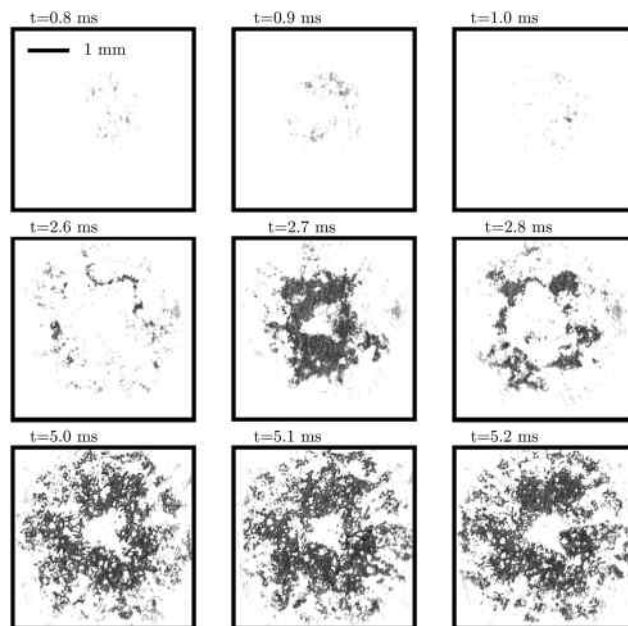 t=0.8 ms
t=0.9 ms
t=1.0 ms
1 mm
t=2.6 ms
t=2.7 ms
t=2.8 ms
t=5.0 ms
t=5.1 ms
t=5.2 ms